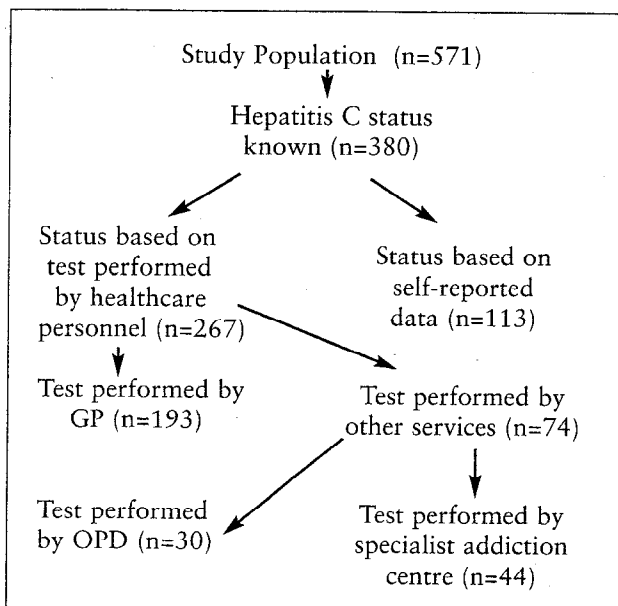 Study Population (n=571)
Hepatitis C status
known (n=380)
Status based on
test performed
by healthcare
personnel (n=267)
Status based on
self-reported
data (n=113)
Test performed by
GP (n=193)
Test performed by
other services (n=74)
Test performed
by OPD (n=30)
Test performed by
specialist addiction
centre (n=44)